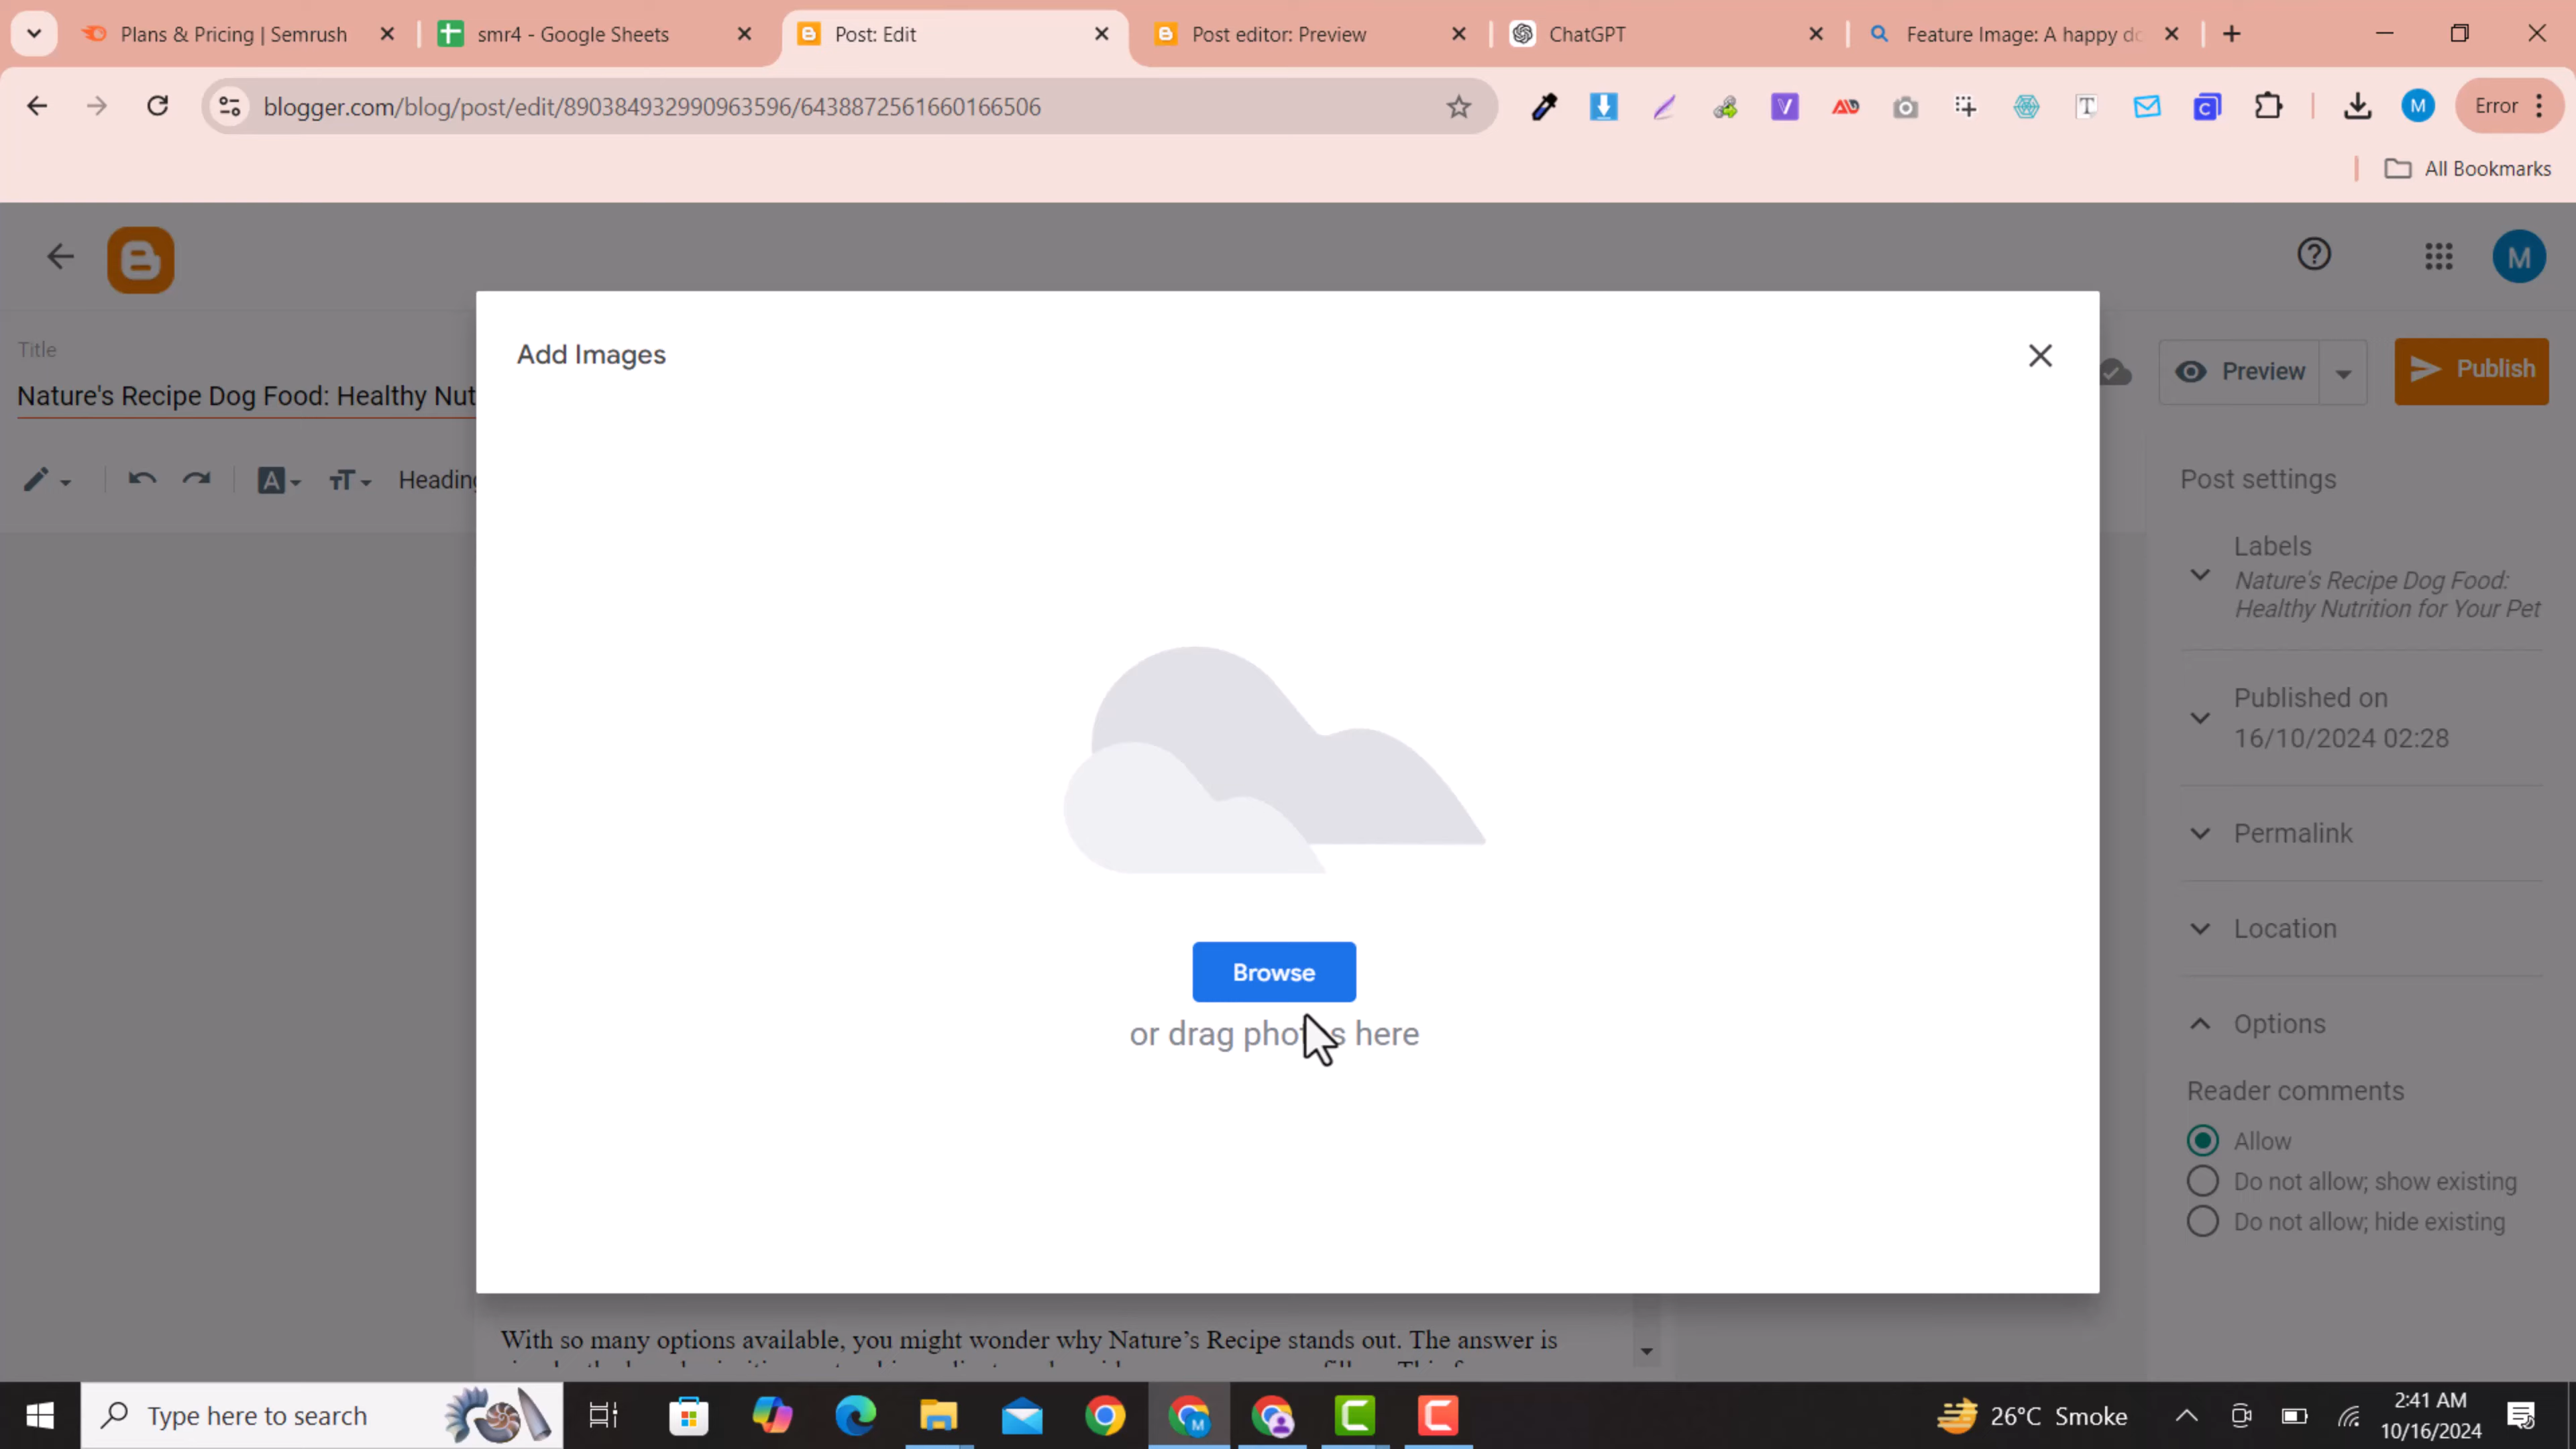 Plans & Pricing | Semrush
smr4 - Google Sheets
Post: Edit
Post editor: Preview
ChatGPT
Feature Image: A happy do
blogger.com/blog/post/edit/890384932990963596/6438872561660166506
Error
All Bookmarks
Title
Nature's Recipe Dog Food: Healthy Nut
Heading
Add Images
Browse
or drag photos here
Preview
Publish
Post settings
Labels
Nature's Recipe Dog Food:
Healthy Nutrition for Your Pet
Published on
16/10/2024 02:28
Permalink
Location
Options
Reader comments
Allow
Do not allow; show existing
Do not allow; hide existing
With so many options available, you might wonder why Nature's Recipe stands out. The answer is
Type here to search
26°C Smoke
2:41 AM
10/16/2024